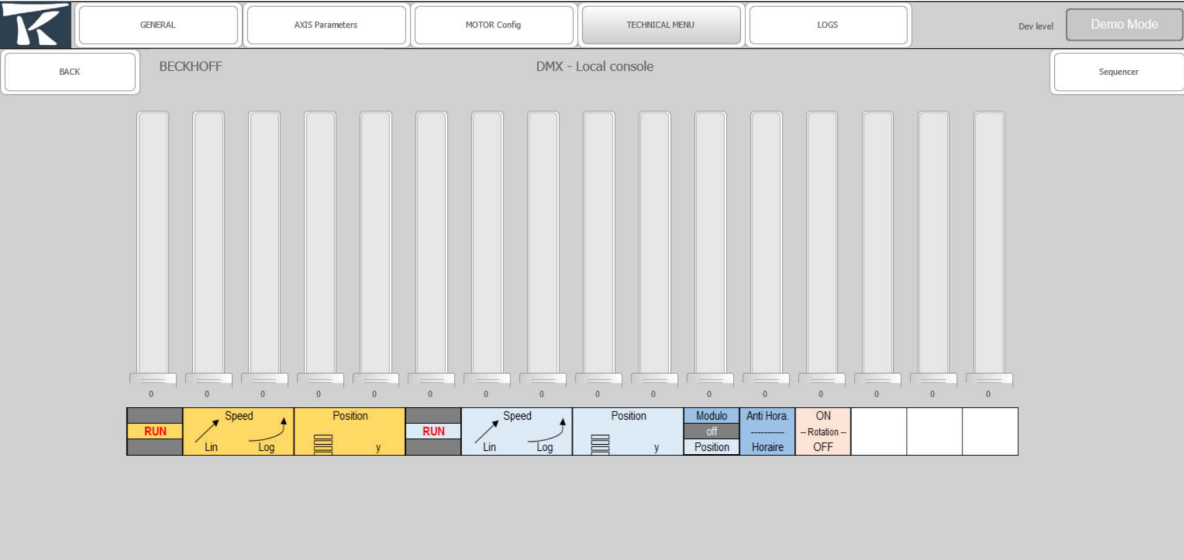 GENERAL
AXIS Parameters
MOTOR Config
TECHNICAL MENU
LOGS
Dev level
Demo Mode
BACK
BECKHOFF
DMX - Local console
Sequencer
0 0 0 0 0 0 0 0 0 0 0 0 0 0 0 0
RUN
Speed
Lin Log
Position
y
RUN
Speed
Lin Log
Position
y
Modulo
off
Position
Anti Hora.
----------
Horaire
ON
-- Rotation --
OFF